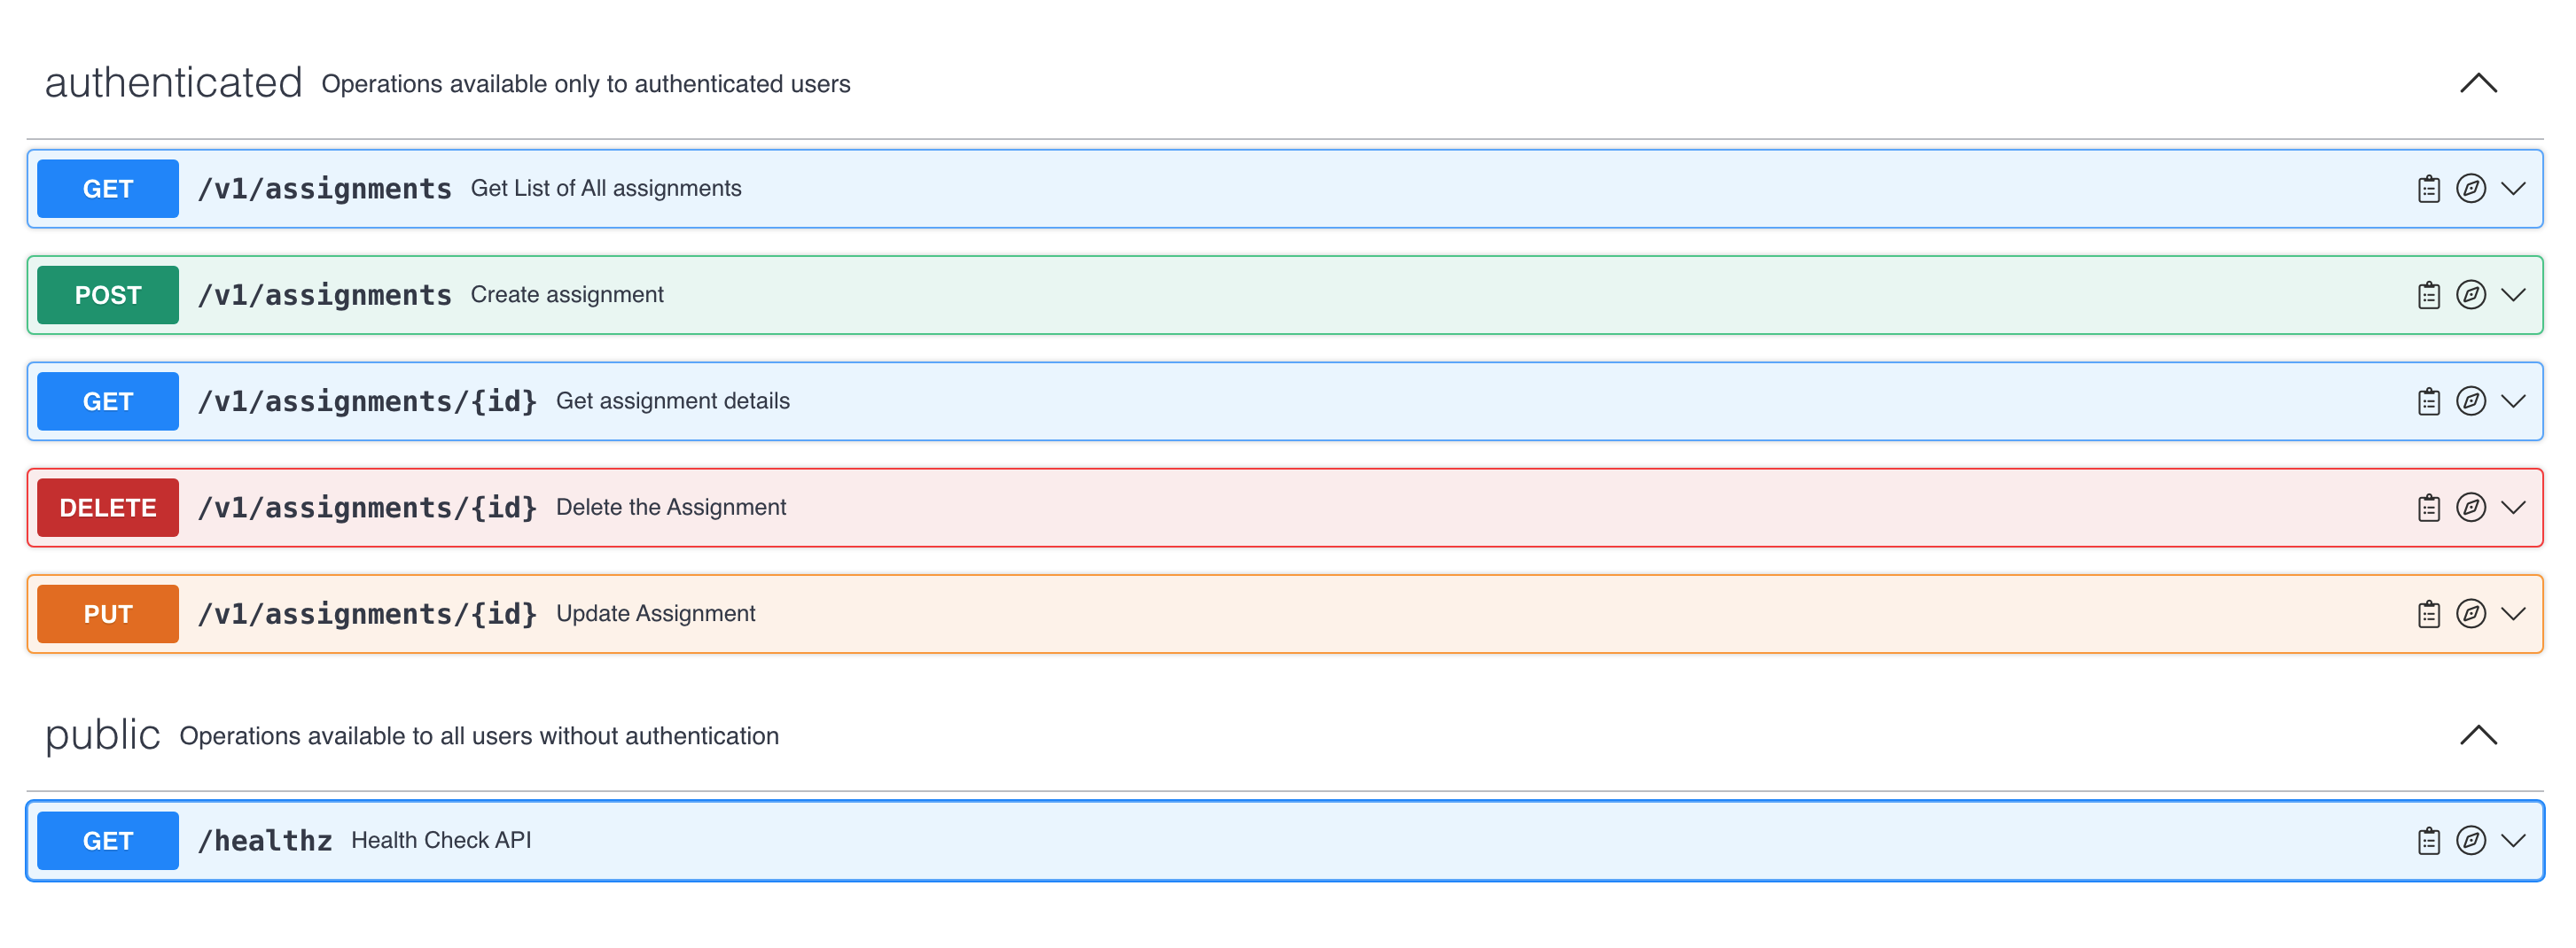 authenticated Operations available only to authenticated users
GET /v1/assignments Get List of All assignments
POST /v1/assignments Create assignment
GET /v1/assignments/{id} Get assignment details
DELETE /v1/assignments/{id} Delete the Assignment
PUT /v1/assignments/{id} Update Assignment
public Operations available to all users without authentication
GET /healthz Health Check API